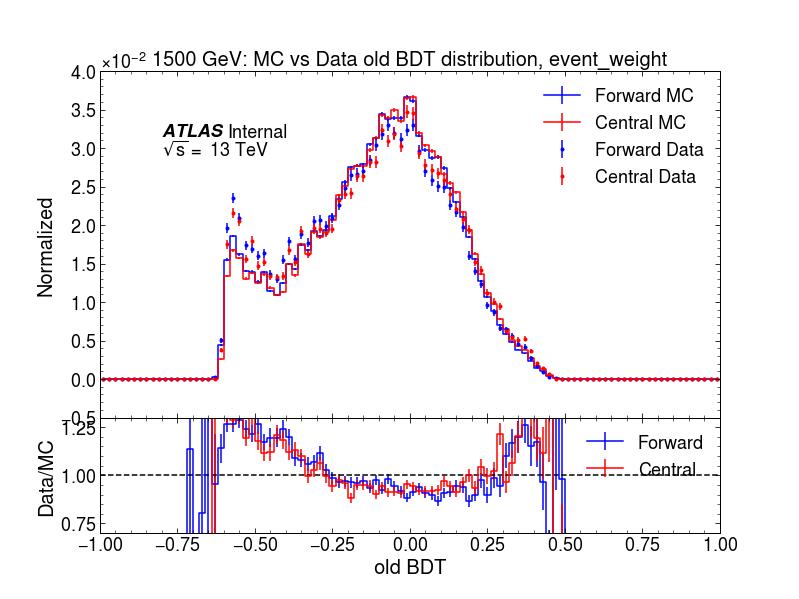 ×10⁻² 1500 GeV: MC vs Data old BDT distribution, event_weight
4.0
3.5
3.0
2.5
2.0
1.5
1.0
0.5
0.0
0.5
Normalized
ATLAS Internal
√s = 13 TeV
Forward MC
Central MC
Forward Data
Central Data
1.25
1.00
0.75
Data/MC
Forward
Central
−1.00 −0.75 −0.50 −0.25 0.00 0.25 0.50 0.75 1.00
old BDT